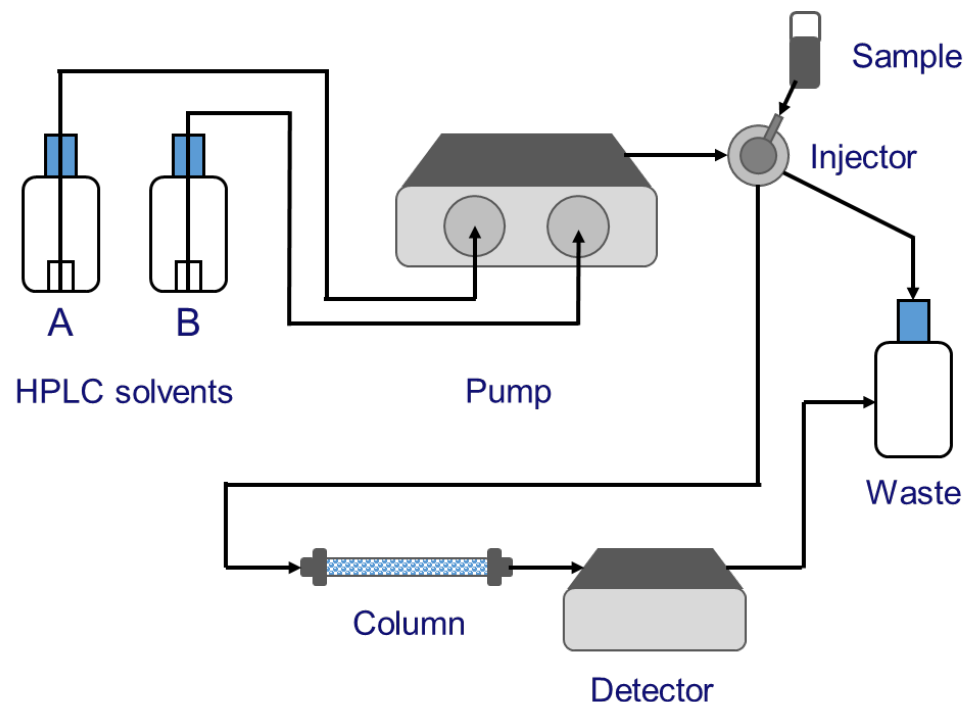 Sample
Injector
A
B
HPLC solvents
Pump
Waste
Column
Detector